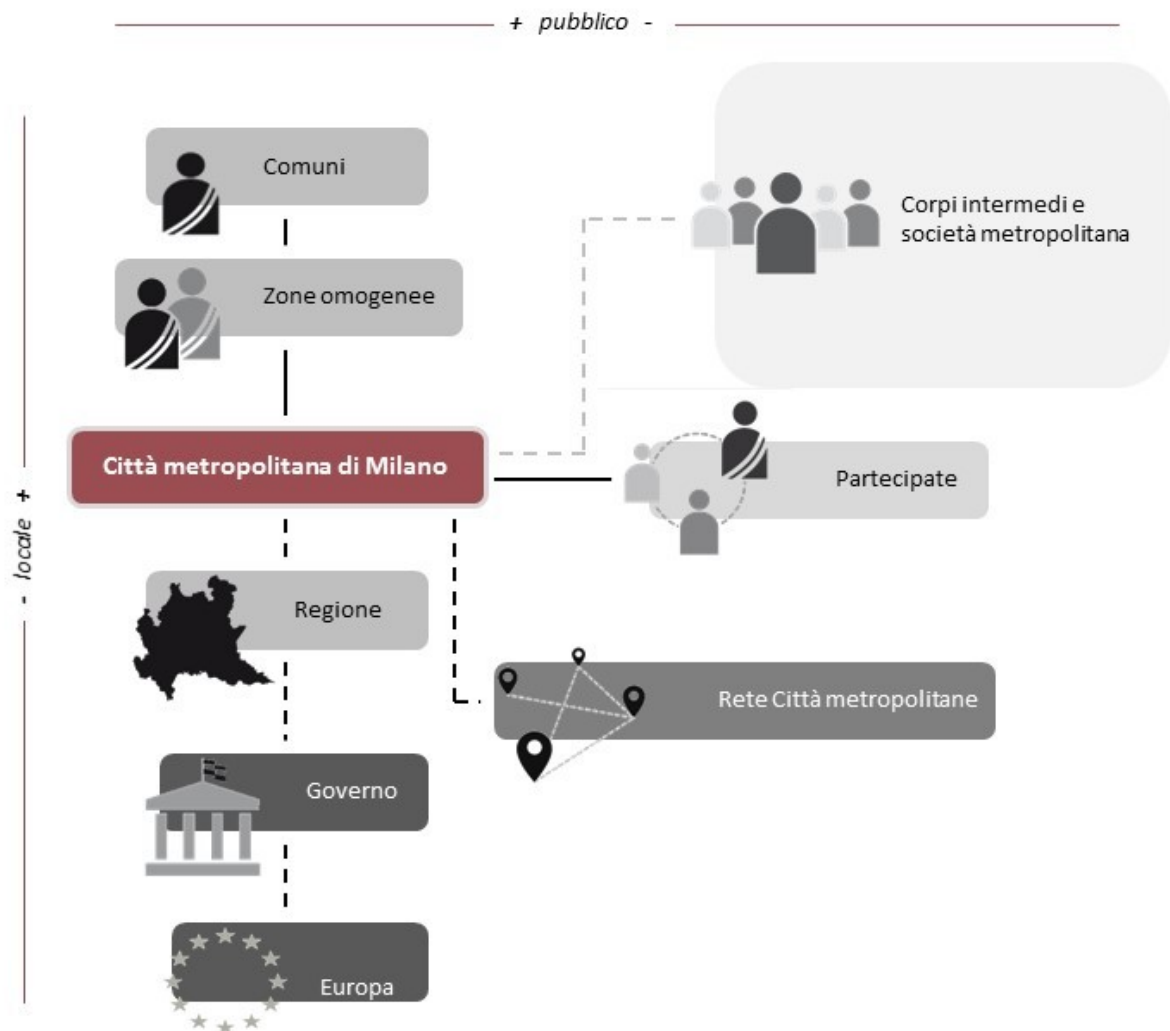 + pubblico -
- locale +
Comuni
Zone omogenee
Corpi intermedi e
società metropolitana
Città metropolitana di Milano
Partecipate
Regione
Rete Città metropolitane
Governo
Europa